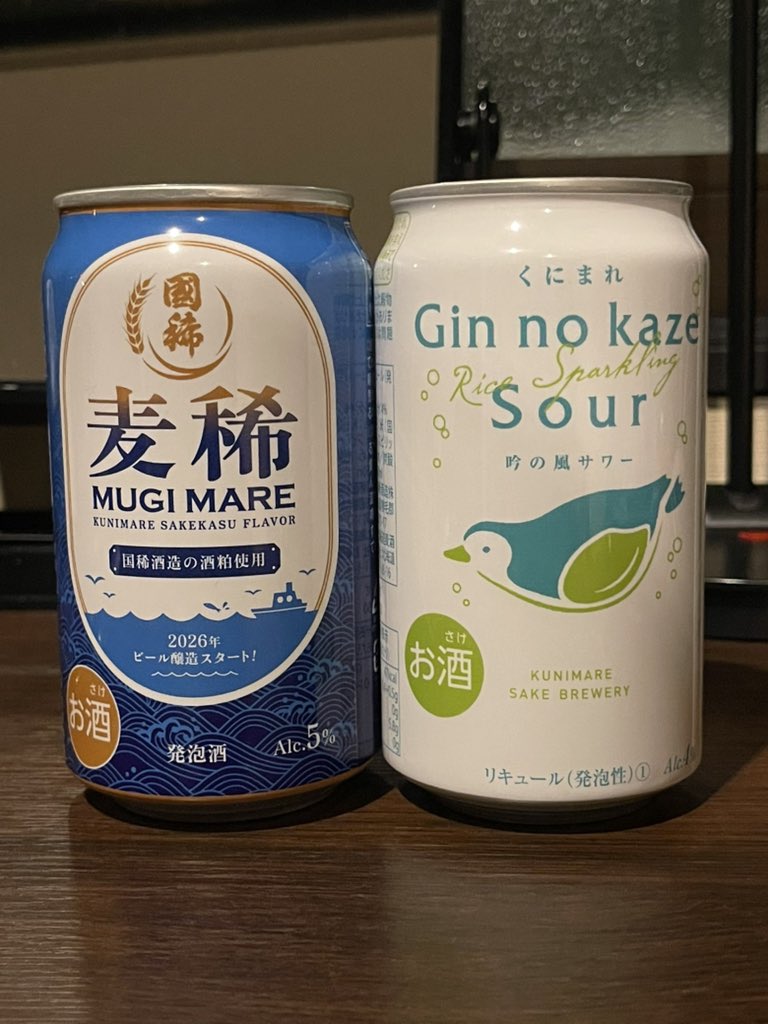 国稀
麦稀
MUGI MARE
KUNIMARE SAKEKASU FLAVOR
国稀酒造の酒粕使用
2026年
ビール醸造スタート!
さけ
お酒
発泡酒
Alc.5%
くにまれ
Gin no kaze
Rice Sparkling
Sour
吟の風サワー
さけ
お酒
KUNIMARE
SAKE BREWERY
リキュール(発泡性)①